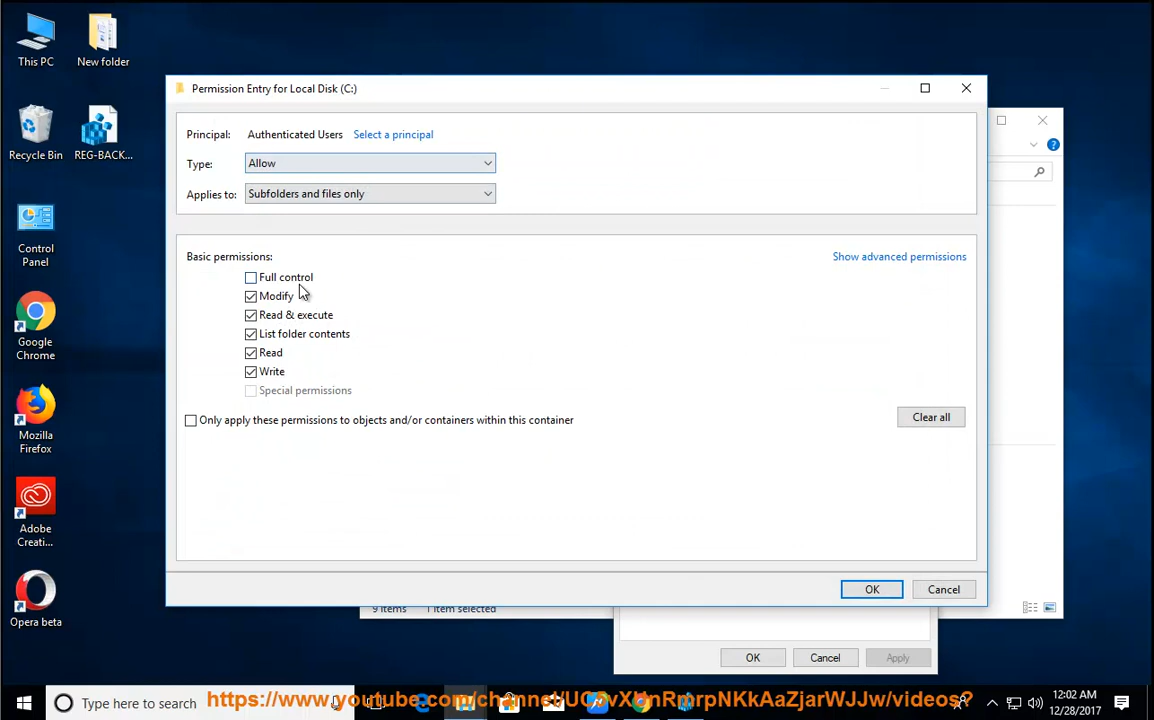 This PC
New folder
Recycle Bin
REG-BACK...
Control
Panel
Google
Chrome
Mozilla
Firefox
Adobe
Creati...
Opera beta
Permission Entry for Local Disk (C:)
Principal: Authenticated Users Select a principal
Type: Allow
Applies to: Subfolders and files only
Basic permissions: Show advanced permissions
Full control
Modify
Read & execute
List folder contents
Read
Write
Special permissions
Only apply these permissions to objects and/or containers within this container Clear all
OK Cancel
9 items 1 item selected
OK Cancel Apply
Type here to search
12:02 AM
12/28/2017